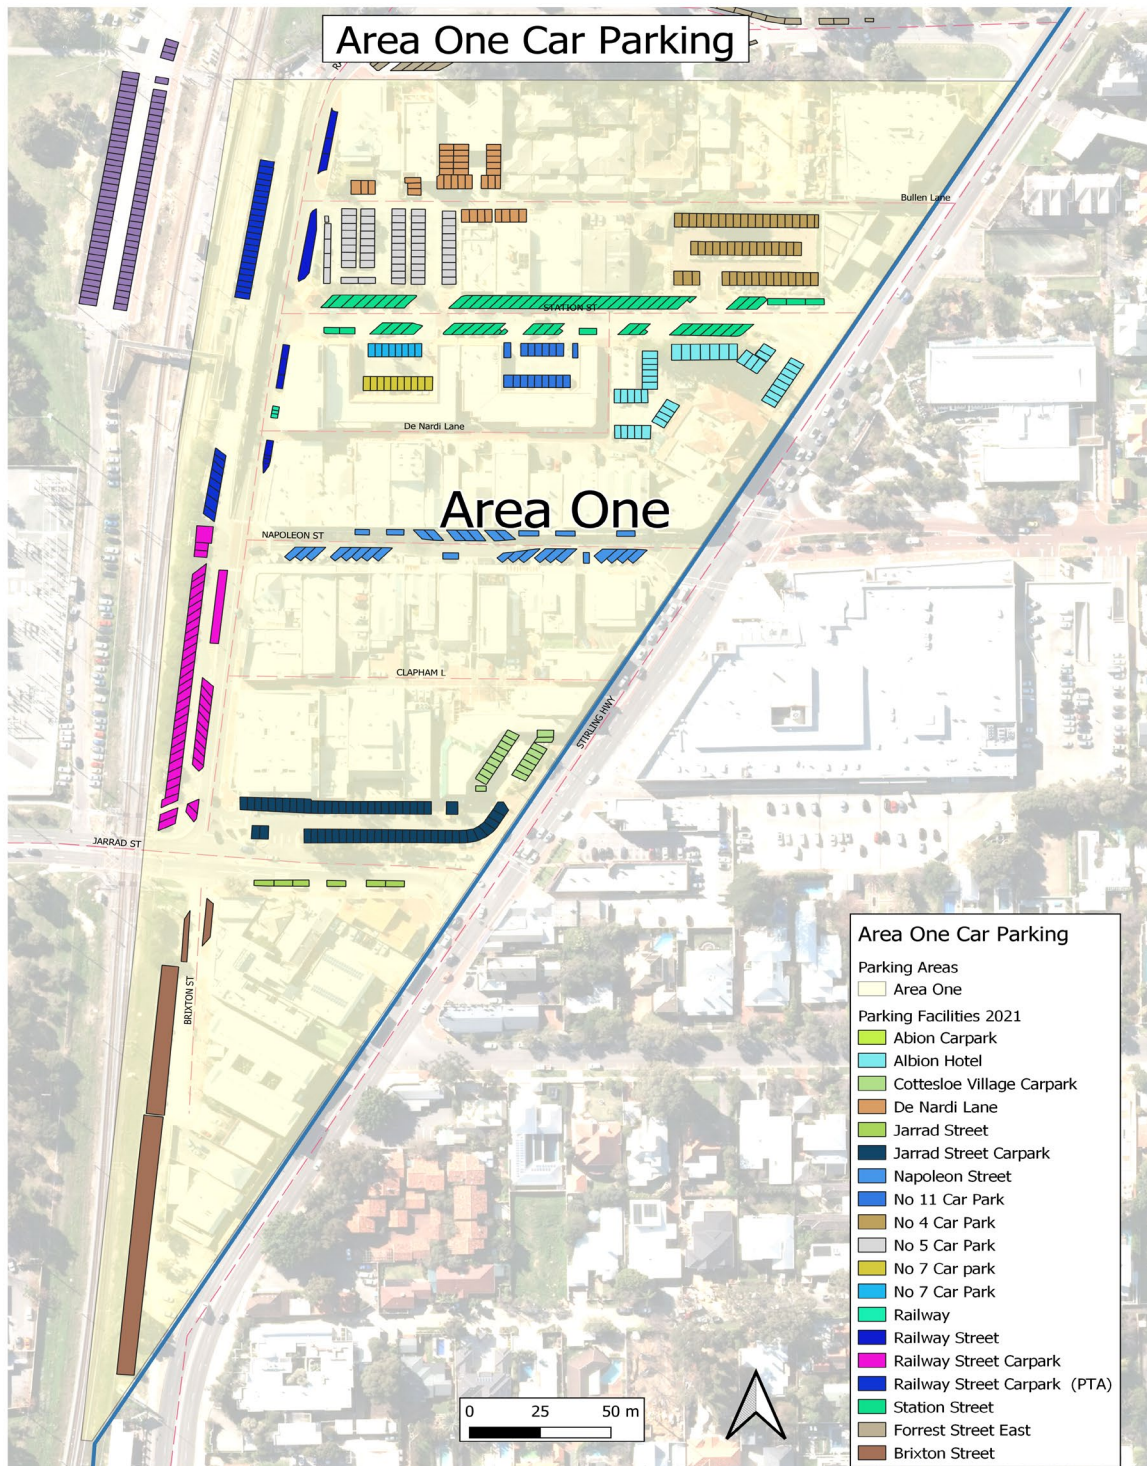 Area One Car Parking
Bullen Lane
STATION ST
De Nardi Lane
Area One
NAPOLEON ST
CLAPHAM L
STIRLING HWY
JARRAD ST
BRIXTON ST
Area One Car Parking
Parking Areas
Area One
Parking Facilities 2021
Abion Carpark
Albion Hotel
Cottesloe Village Carpark
De Nardi Lane
Jarrad Street
Jarrad Street Carpark
Napoleon Street
No 11 Car Park
No 4 Car Park
No 5 Car Park
No 7 Car park
No 7 Car Park
Railway
Railway Street
Railway Street Carpark
Railway Street Carpark (PTA)
Station Street
Forrest Street East
Brixton Street
0 25 50 m